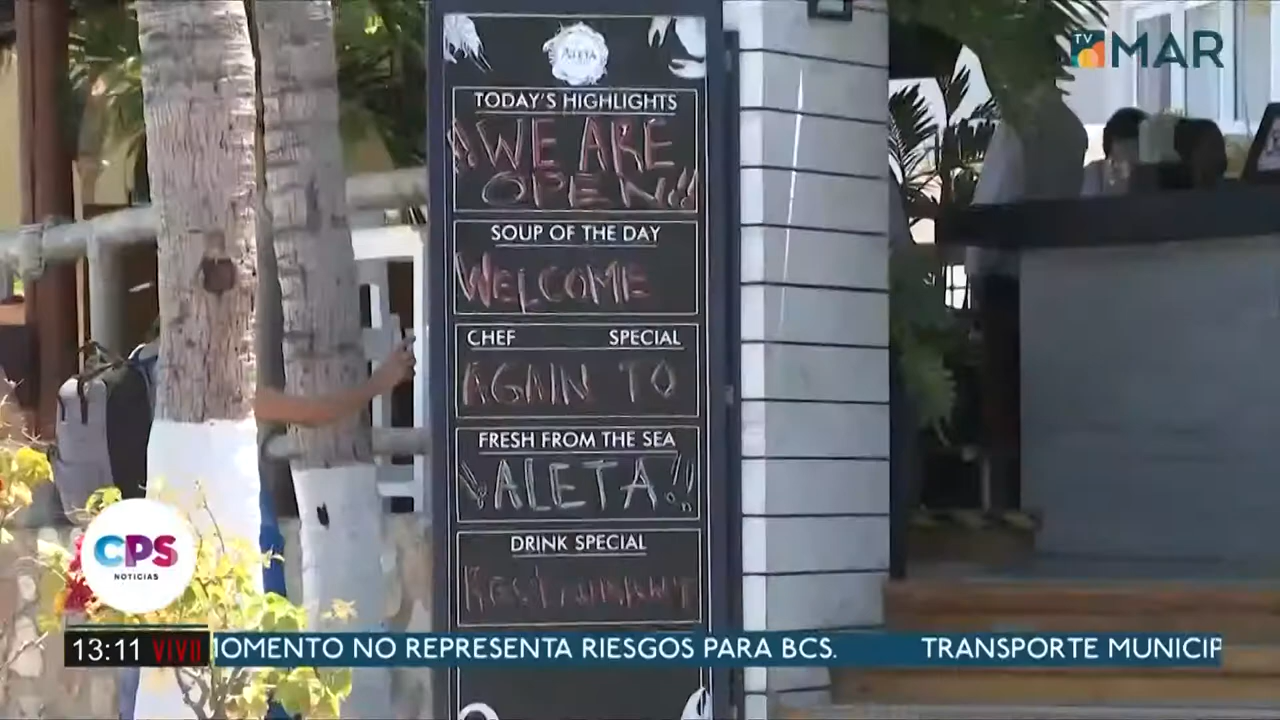 TV MAR
ALETA
TODAY'S HIGHLIGHTS
¡¡WE ARE
OPEN!!
SOUP OF THE DAY
WELCOME
CHEF SPECIAL
AGAIN TO
FRESH FROM THE SEA
¡¡ALETA!!
DRINK SPECIAL
RESTAURANT
CPS
NOTICIAS
13:11 VIVO
IOMENTO NO REPRESENTA RIESGOS PARA BCS. TRANSPORTE MUNICIP